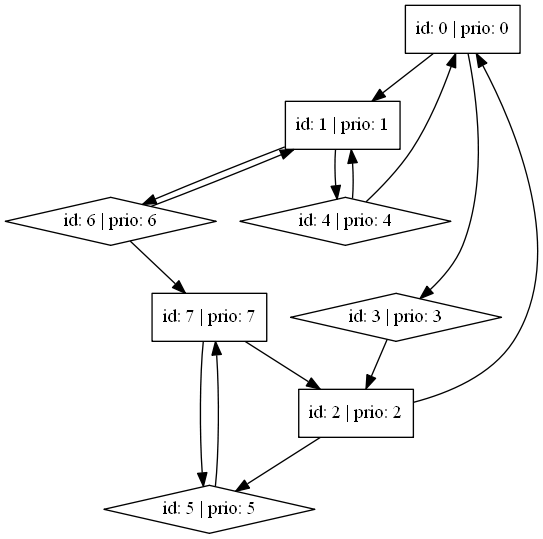 id: 0 | prio: 0
id: 1 | prio: 1
id: 6 | prio: 6
id: 4 | prio: 4
id: 7 | prio: 7
id: 3 | prio: 3
id: 2 | prio: 2
id: 5 | prio: 5